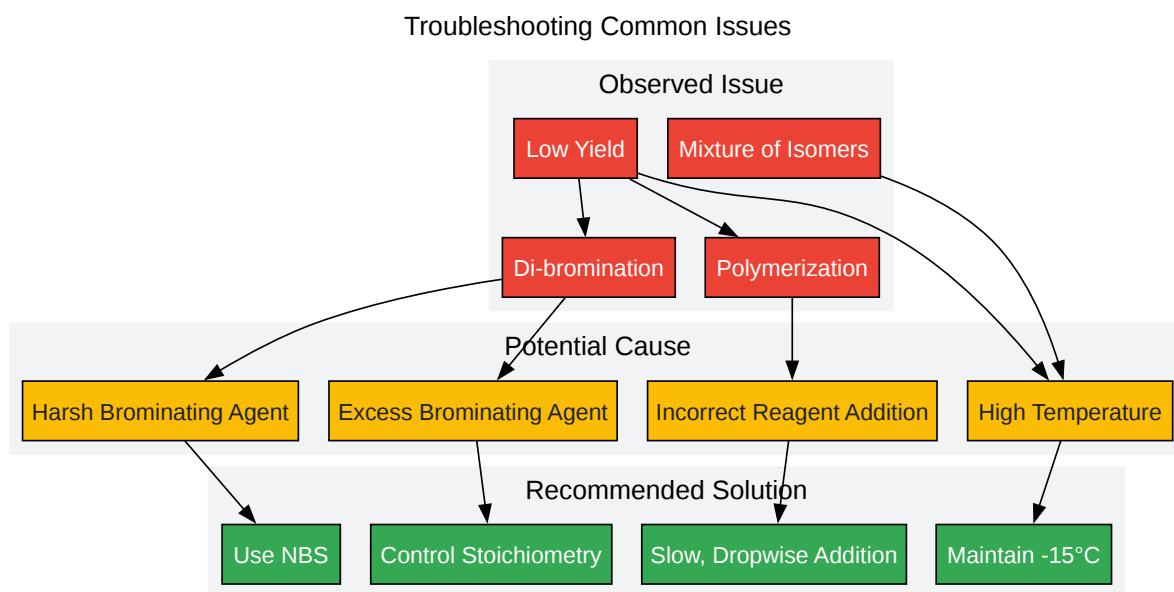 Troubleshooting Common Issues
Observed Issue
Low Yield
Mixture of Isomers
Di-bromination
Polymerization
Potential Cause
Harsh Brominating Agent
Excess Brominating Agent
Incorrect Reagent Addition
High Temperature
Recommended Solution
Use NBS
Control Stoichiometry
Slow, Dropwise Addition
Maintain -15°C